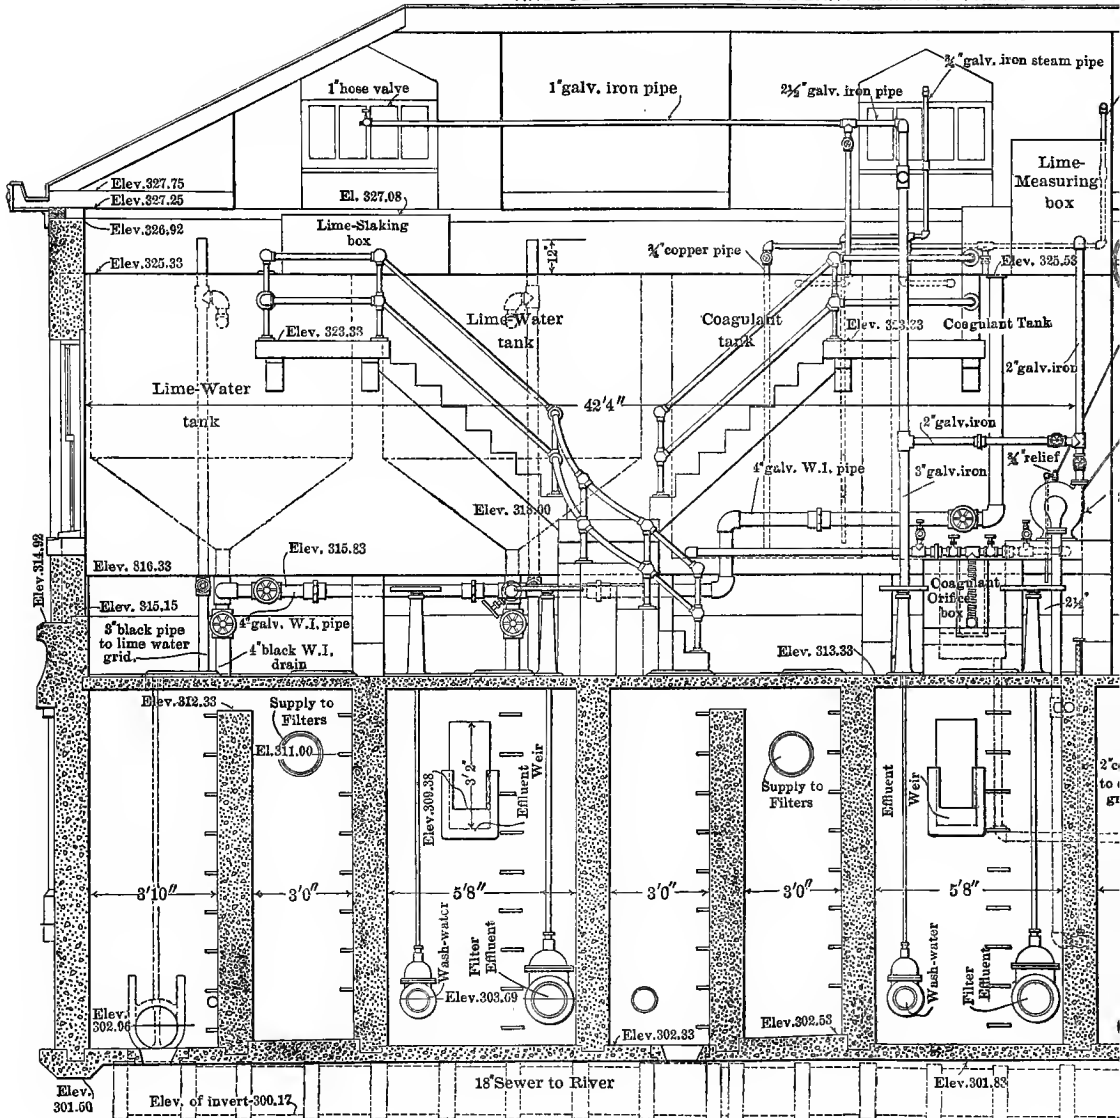 1"hose valve
1"galv. iron pipe
2½"galv. iron pipe
¾"galv. iron steam pipe
Lime-
Measuring
box
Elev.327.75
Elev.327.25
Elev.326.92
El. 327.08
Lime-Slaking
box
Elev.325.33
12"
¾"copper pipe
Elev. 325.53
Elev. 323.33
Lime-Water
tank
Coagulant
tank
Elev. 323.33
Coagulant Tank
Lime-Water
tank
2"galv.iron
42'4"
2"galv.iron
¾"relief
4"galv. W.I. pipe
3"galv.iron
Elev. 318.00
Elev.314.92
Elev. 316.33
Elev. 315.83
Elev. 315.15
Coagulant
Orifice
box
2½"
3"black pipe
to lime water
grid.
4"galv. W.I. pipe
4"black W.I.
drain
Elev. 313.33
Elev.312.33
Supply to
Filters
El.311.00
3'2"
Elev.309.38
Effluent
Weir
Supply to
Filters
Effluent
Weir
3'10"
3'0"
5'8"
3'0"
3'0"
5'8"
Wash-water
Filter
Effluent
Elev.303.09
Wash-water
Filter
Effluent
Elev.
302.06
Elev.302.33
Elev.302.53
Elev.
301.50
Elev. of invert-300.17
18"Sewer to River
Elev.301.83